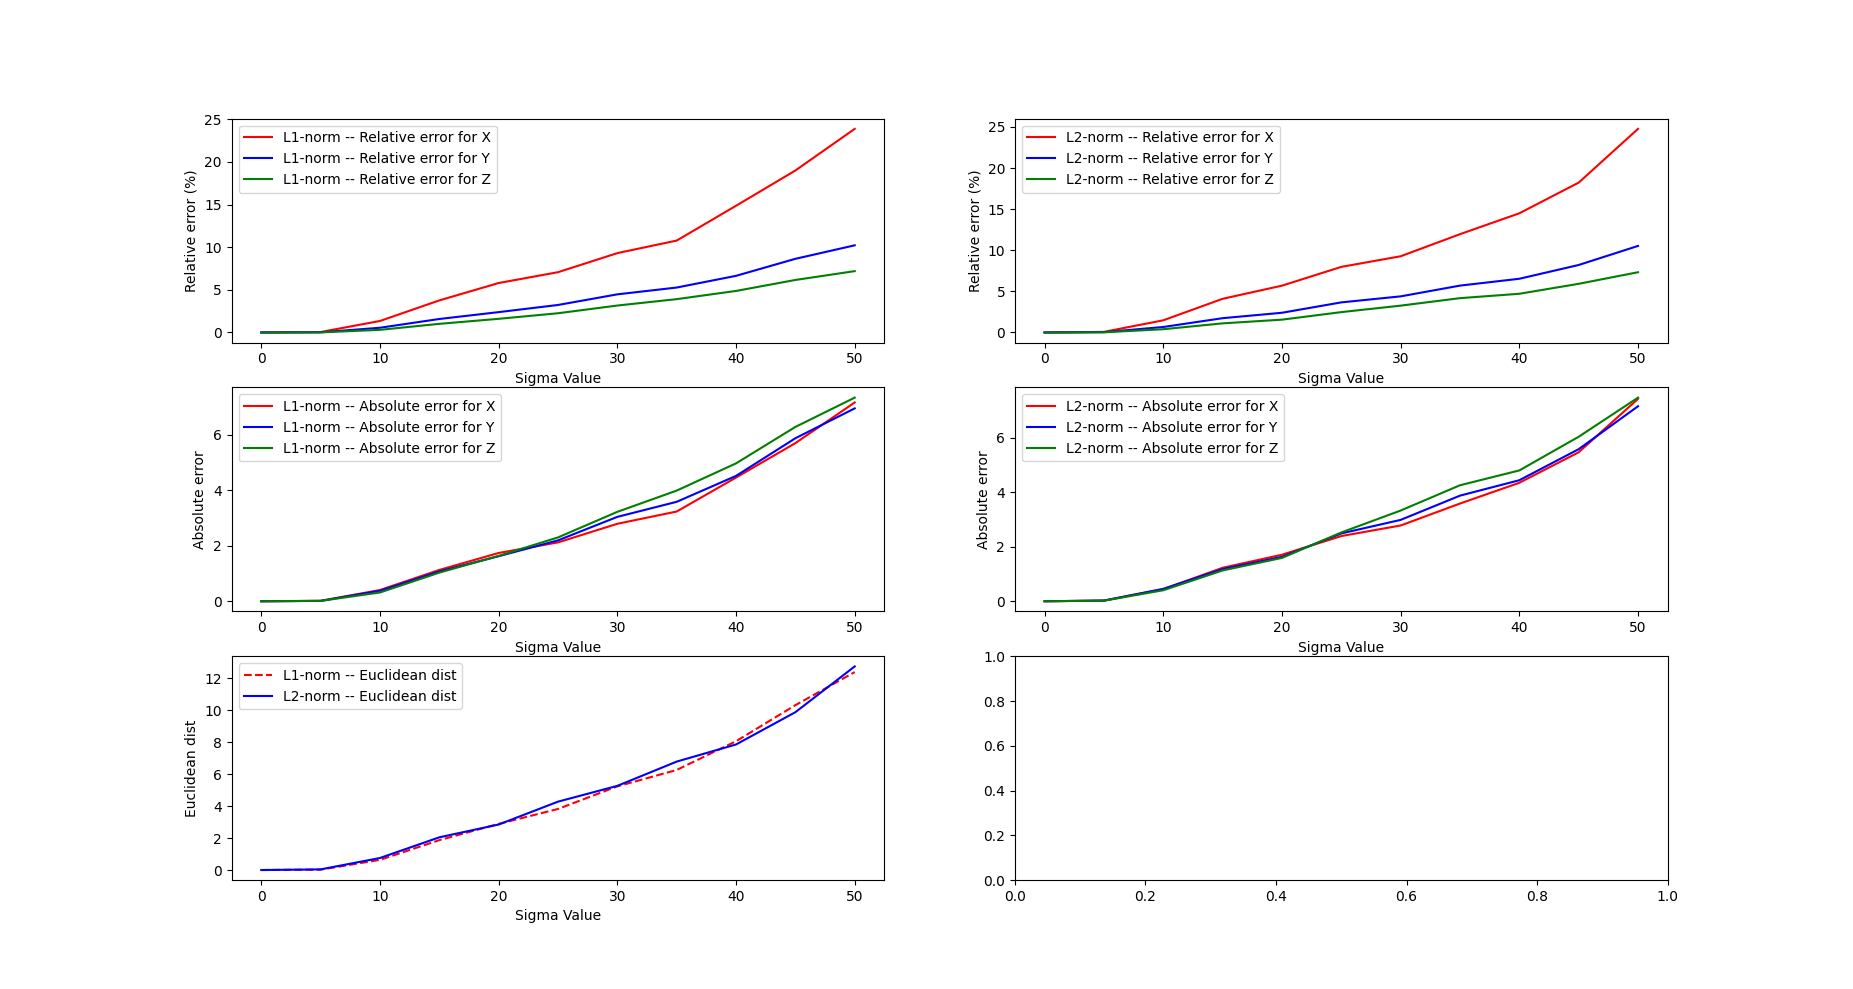 25
20
15
10
5
0
Relative error (%)
L1-norm -- Relative error for X
L1-norm -- Relative error for Y
L1-norm -- Relative error for Z
0 10 20 30 40 50
Sigma Value
25
20
15
10
5
0
Relative error (%)
L2-norm -- Relative error for X
L2-norm -- Relative error for Y
L2-norm -- Relative error for Z
0 10 20 30 40 50
Sigma Value
6
4
2
0
Absolute error
L1-norm -- Absolute error for X
L1-norm -- Absolute error for Y
L1-norm -- Absolute error for Z
0 10 20 30 40 50
Sigma Value
6
4
2
0
Absolute error
L2-norm -- Absolute error for X
L2-norm -- Absolute error for Y
L2-norm -- Absolute error for Z
0 10 20 30 40 50
Sigma Value
12
10
8
6
4
2
0
Euclidean dist
L1-norm -- Euclidean dist
L2-norm -- Euclidean dist
0 10 20 30 40 50
Sigma Value
1.0
0.8
0.6
0.4
0.2
0.0
0.0 0.2 0.4 0.6 0.8 1.0